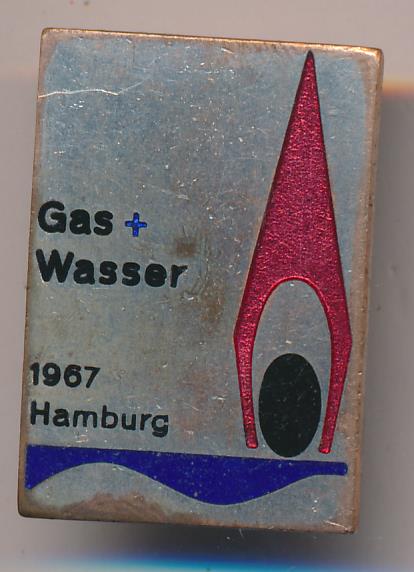 Gas +
Wasser
1967
Hamburg